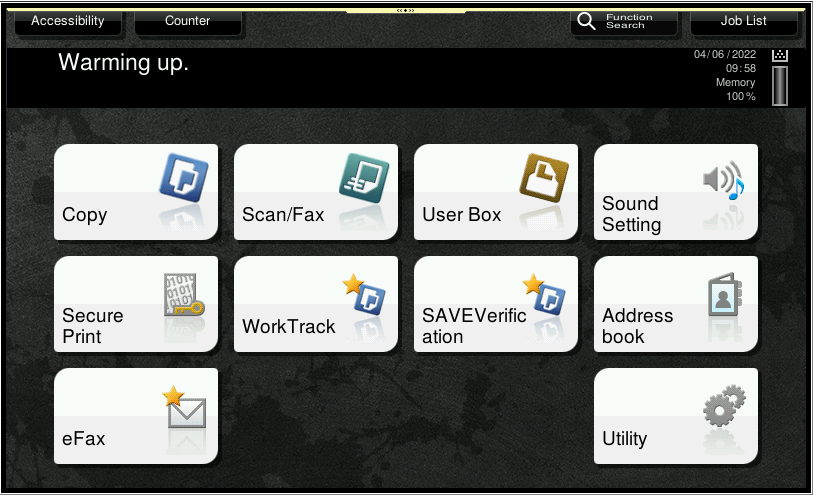 Accessibility
Counter
Function
Search
Job List
Warming up.
04/06/2022
09:58
Memory
100%
Copy
Scan/Fax
User Box
Sound
Setting
Secure
Print
WorkTrack
SAVEVerific
ation
Address
book
eFax
Utility